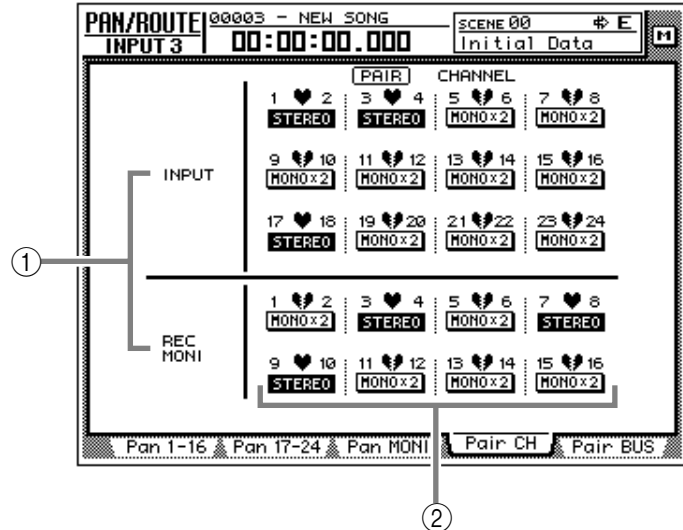 PAN/ROUTE 00003 - NEW SONG SCENE 00 E M
INPUT 3 00:00:00.000 Initial Data
PAIR CHANNEL
1 ♥ 2 3 ♥ 4 5 6 7 8
STEREO STEREO MONO×2 MONO×2
INPUT
9 10 11 12 13 14 15 16
MONO×2 MONO×2 MONO×2 MONO×2
17 ♥ 18 19 20 21 22 23 24
STEREO MONO×2 MONO×2 MONO×2
①
REC
MONI
1 2 3 ♥ 4 5 6 7 ♥ 8
MONO×2 STEREO MONO×2 STEREO
9 ♥ 10 11 12 13 14 15 16
STEREO MONO×2 MONO×2 MONO×2
Pan 1-16 Pan 17-24 Pan MONI Pair CH Pair BUS
②